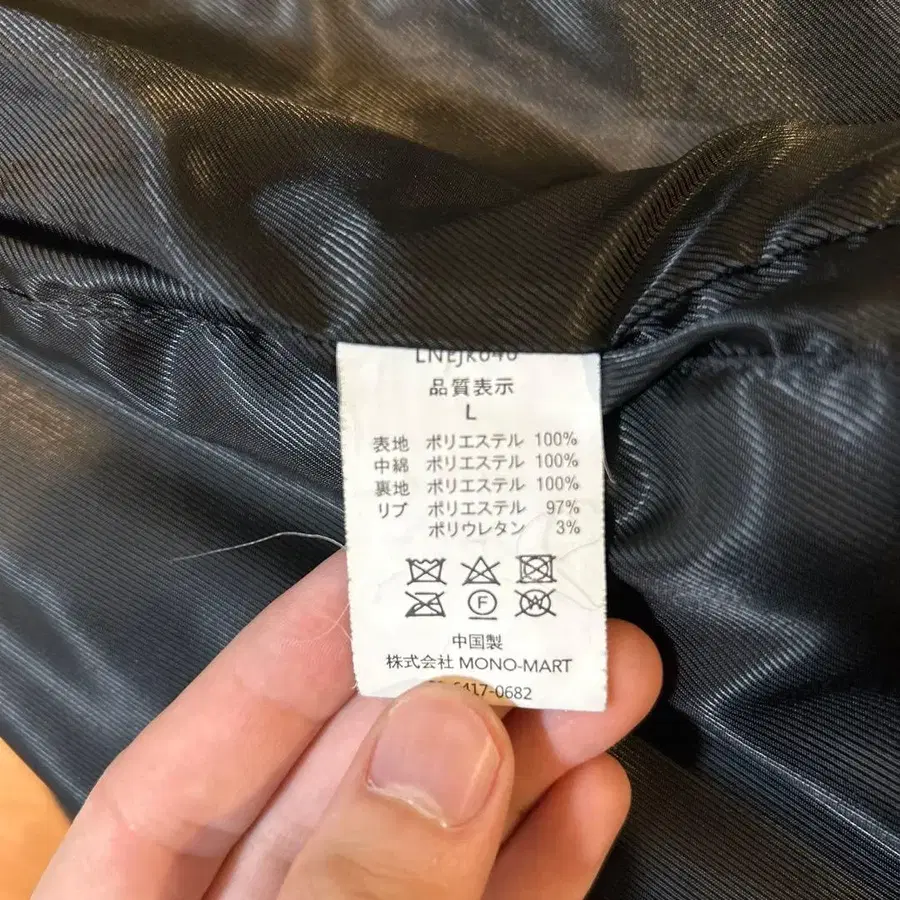 品質表示
L
表地 ポリエステル 100%
中綿 ポリエステル 100%
裏地 ポリエステル 100%
リブ ポリエステル 97%
ポリウレタン 3%
F
W
中国製
株式会社 MONO-MART
6417-0682